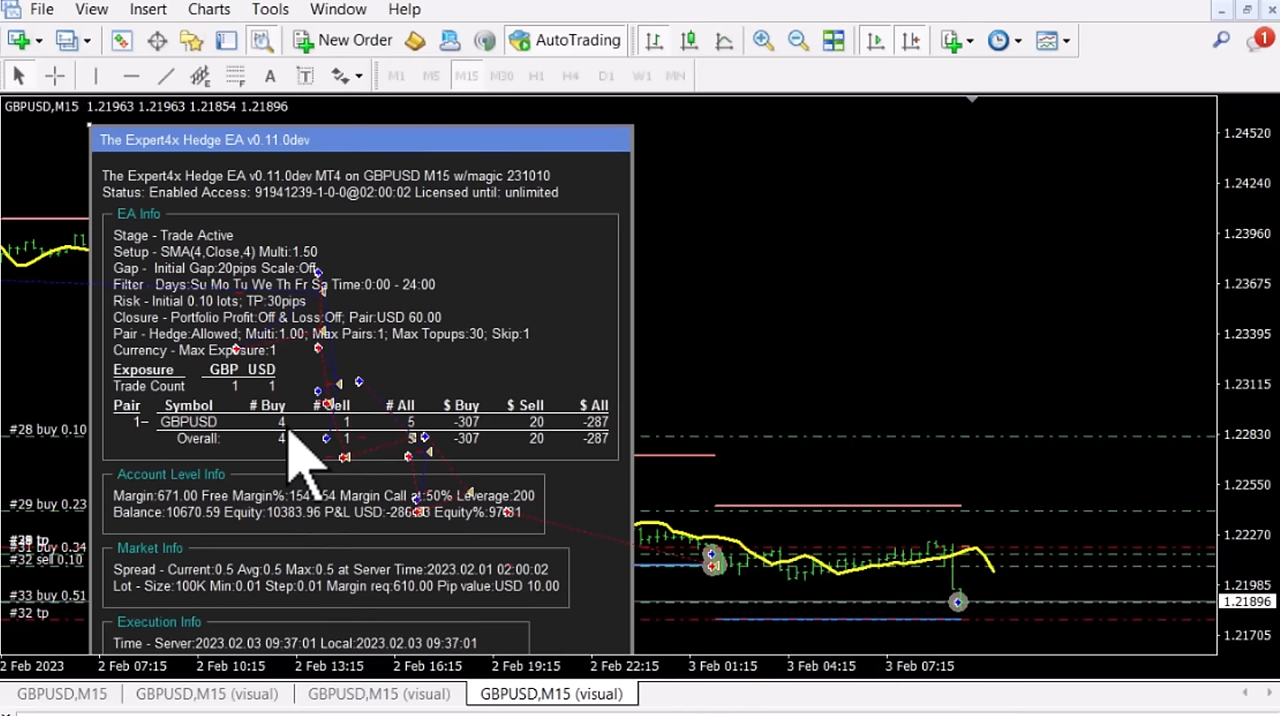 File View Insert Charts Tools Window Help
New Order AutoTrading 1
A T M1 M5 M15 M30 H1 H4 D1 W1 MN
GBPUSD,M15 1.21963 1.21963 1.21854 1.21896
The Expert4x Hedge EA v0.11.0dev
The Expert4x Hedge EA v0.11.0dev MT4 on GBPUSD M15 w/magic 231010
Status: Enabled Access: 91941239-1-0-0@02:00:02 Licensed until: unlimited
EA Info
Stage - Trade Active
Setup - SMA(4,Close,4) Multi:1.50
Gap - Initial Gap:20pips Scale:Off
Filter - Days:Su Mo Tu We Th Fr Sa Time:0:00 - 24:00
Risk - Initial 0.10 lots; TP:30pips
Closure - Portfolio Profit:Off & Loss:Off; Pair:USD 60.00
Pair - Hedge:Allowed; Multi:1.00; Max Pairs:1; Max Topups:30; Skip:1
Currency - Max Exposure:1
Exposure GBP USD
Trade Count 1 1
Pair Symbol # Buy # Sell # All $ Buy $ Sell $ All
1– GBPUSD 4 1 5 -307 20 -287
Overall: 4 1 5 -307 20 -287
Account Level Info
Margin:671.00 Free Margin%: Margin Call at:50% Leverage:200
Balance:10670.59 Equity:10383.96 P&L USD: Equity%:
Market Info
Spread - Current:0.5 Avg:0.5 Max:0.5 at Server Time:2023.02.01 02:00:02
Lot - Size:100K Min:0.01 Step:0.01 Margin req:610.00 Pip value:USD 10.00
Execution Info
Time - Server:2023.02.03 09:37:01 Local:2023.02.03 09:37:01
#28 buy 0.10
#29 buy 0.23
#31 buy 0.34
#32 sell 0.10
#33 buy 0.51
#32 tp
1.24520
1.24240
1.23960
1.23675
1.23395
1.23115
1.22830
1.22550
1.22270
1.21985
1.21896
1.21705
2 Feb 2023 2 Feb 07:15 2 Feb 10:15 2 Feb 13:15 2 Feb 16:15 2 Feb 19:15 2 Feb 22:15 3 Feb 01:15 3 Feb 04:15 3 Feb 07:15
GBPUSD,M15 GBPUSD,M15 (visual) GBPUSD,M15 (visual) GBPUSD,M15 (visual)